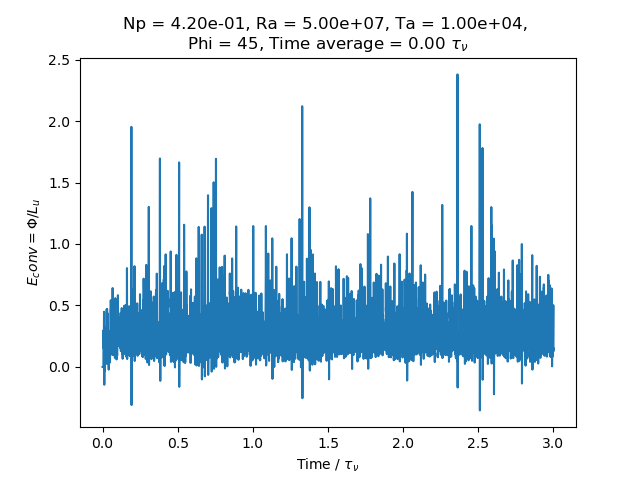 Np = 4.20e-01, Ra = 5.00e+07, Ta = 1.00e+04,
Phi = 45, Time average = 0.00 τν
2.5
2.0
1.5
1.0
0.5
0.0
E_conv = Φ/L_u
0.0 0.5 1.0 1.5 2.0 2.5 3.0
Time / τν